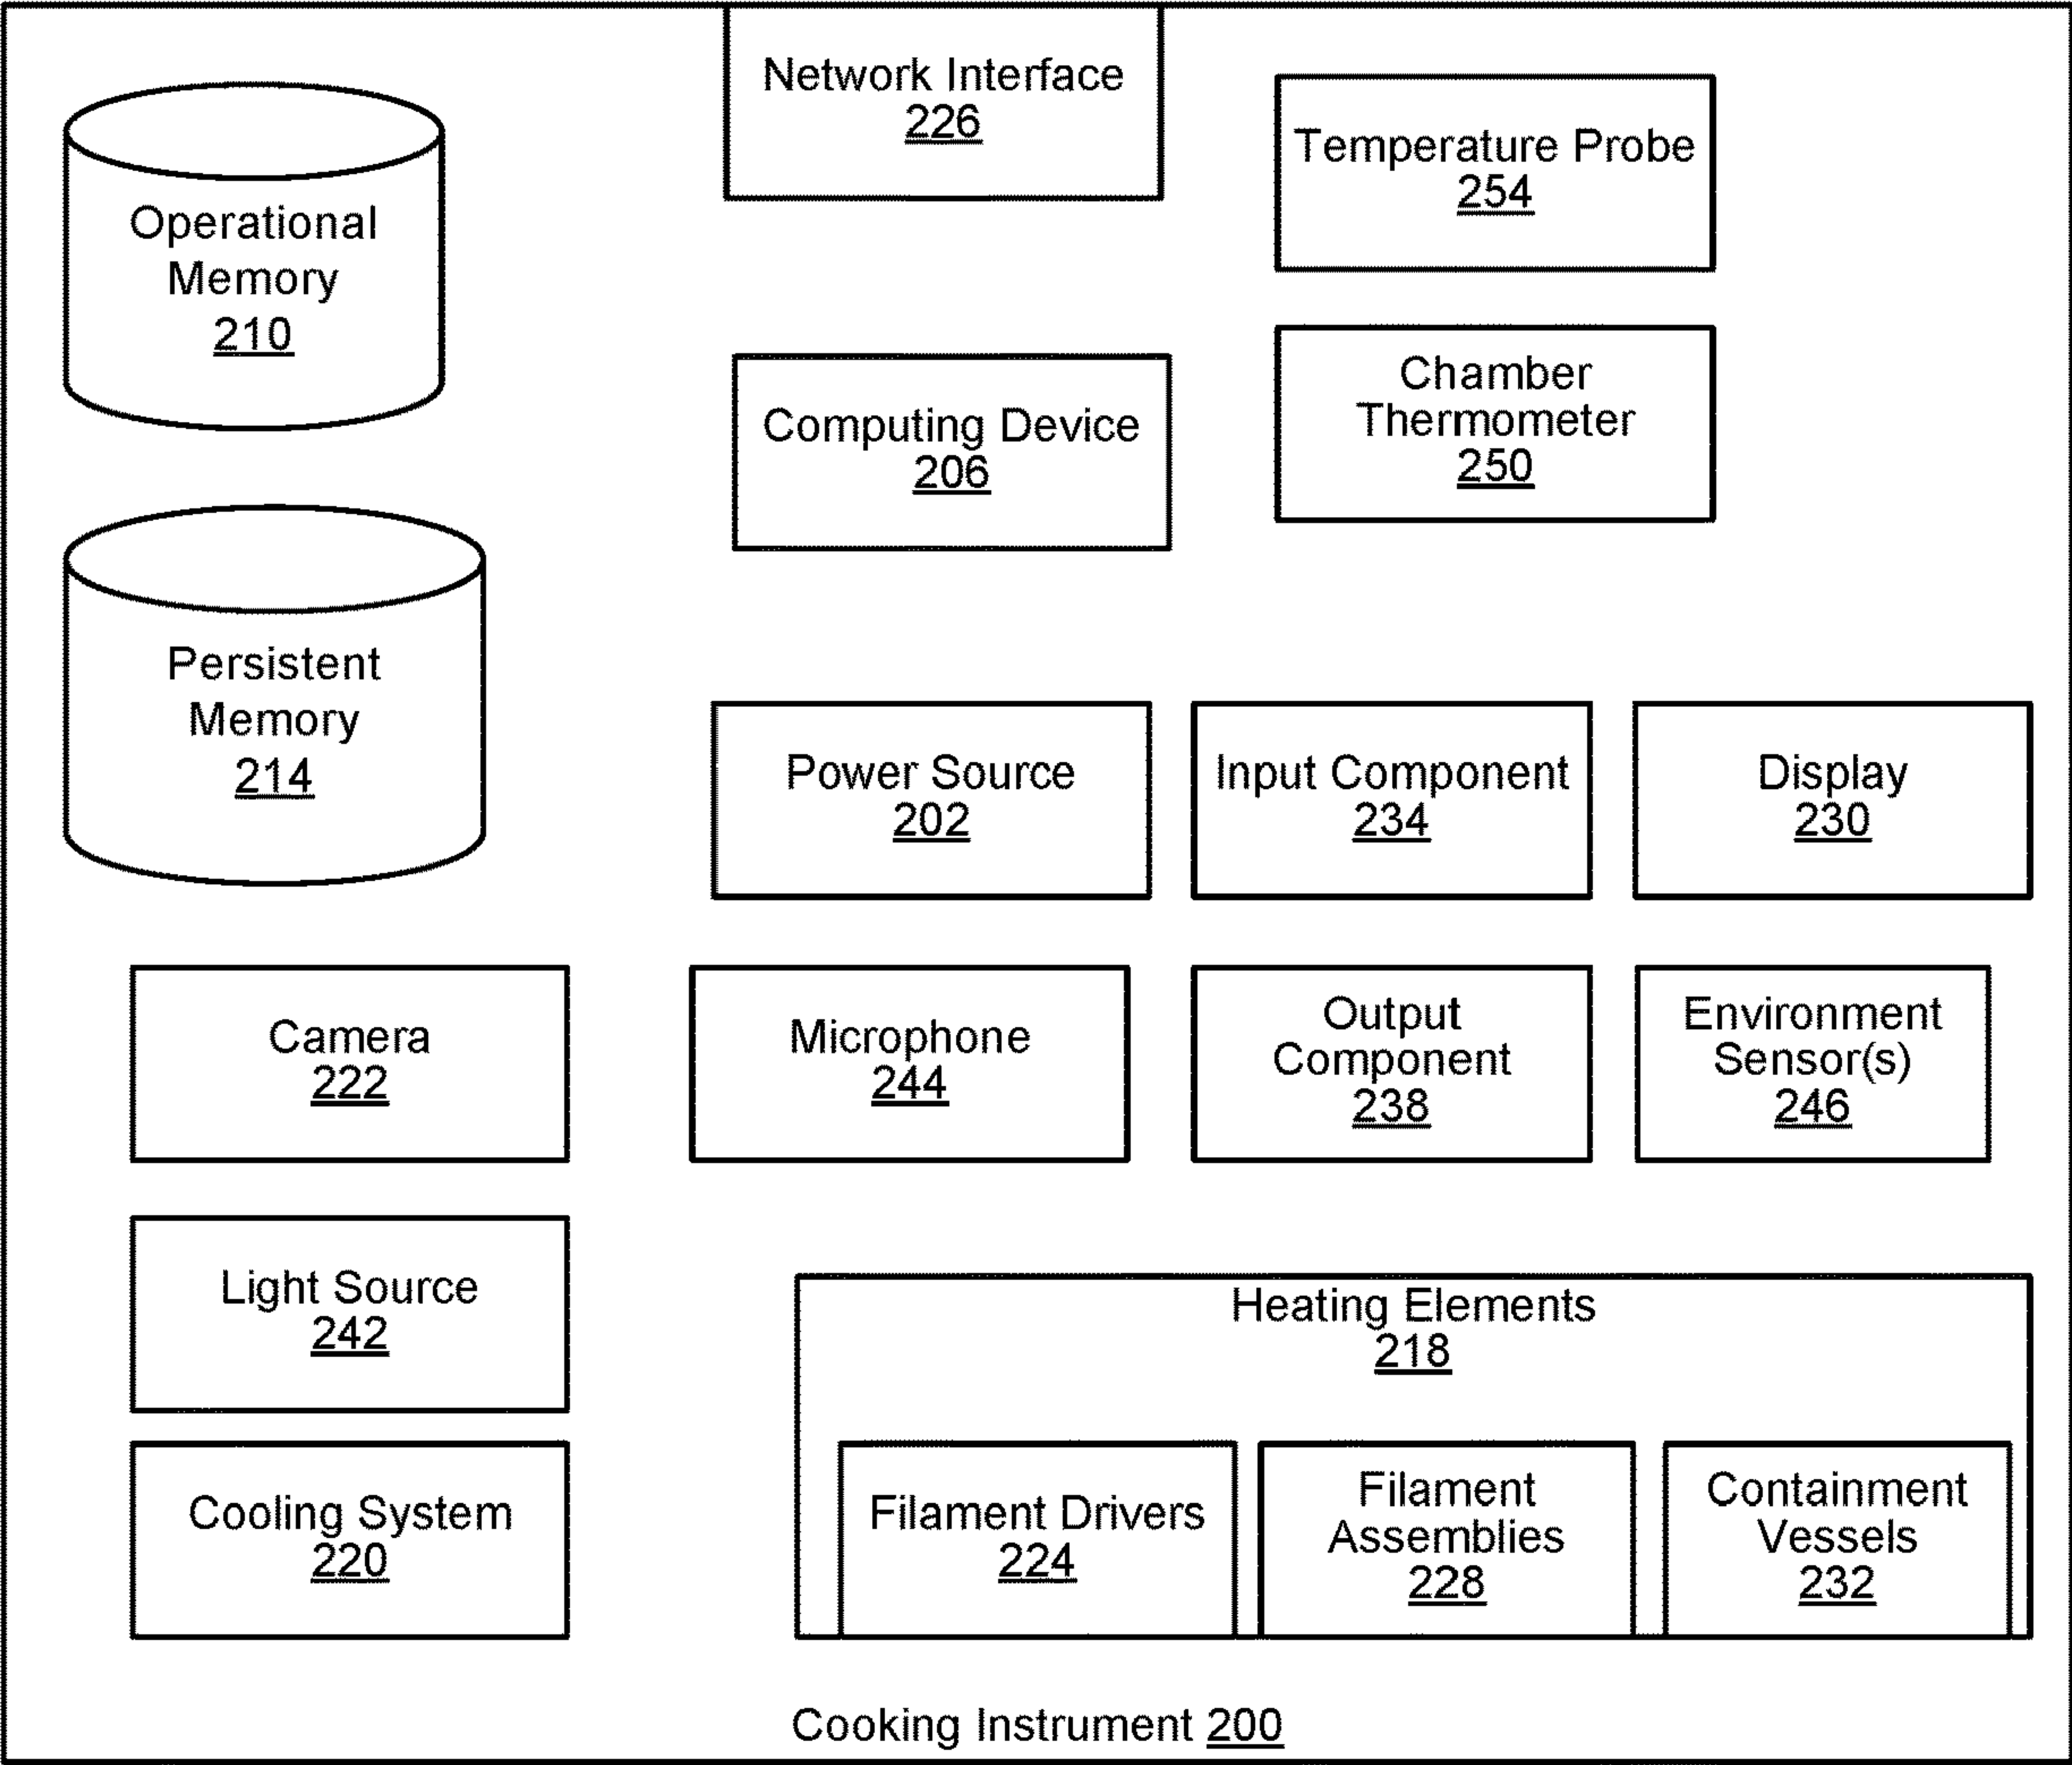 Network Interface
226
Temperature Probe
254
Operational
Memory
210
Computing Device
206
Chamber
Thermometer
250
Persistent
Memory
214
Power Source
202
Input Component
234
Display
230
Camera
222
Microphone
244
Output
Component
238
Environment
Sensor(s)
246
Light Source
242
Heating Elements
218
Cooling System
220
Filament Drivers
224
Filament
Assemblies
228
Containment
Vessels
232
Cooking Instrument 200